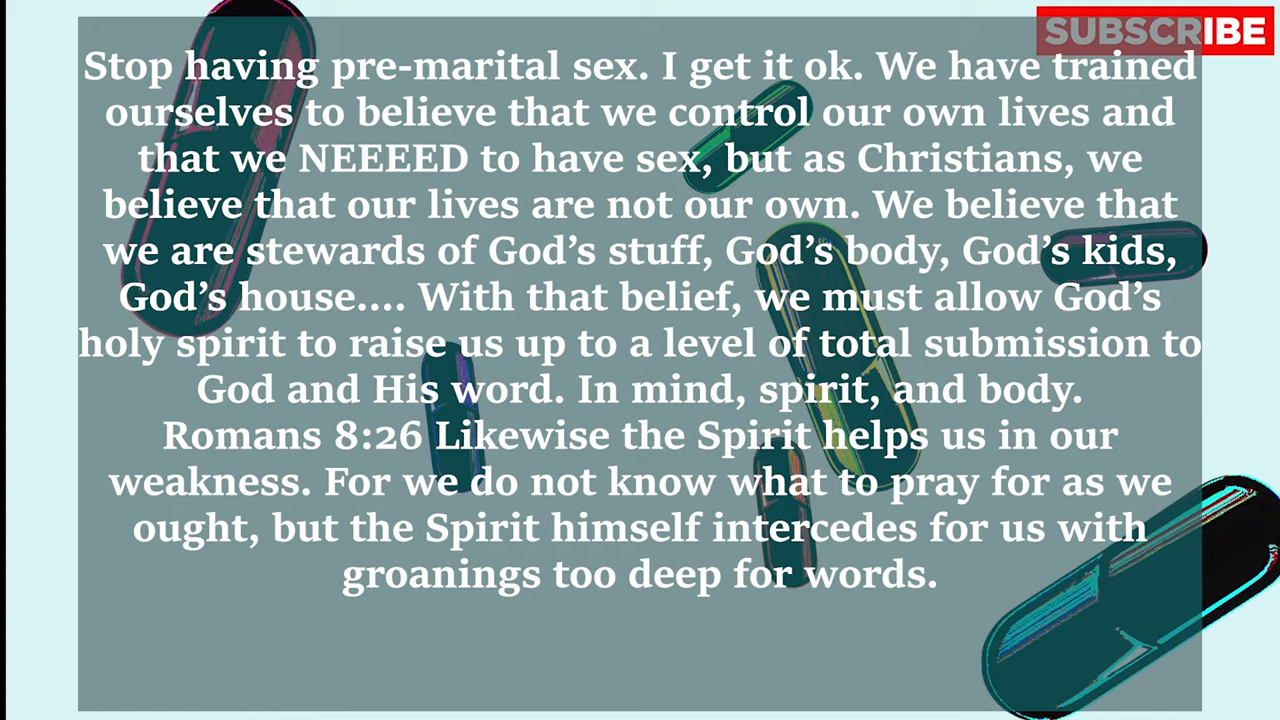 SUBSCRIBE
Stop having pre-marital sex. I get it ok. We have trained
ourselves to believe that we control our own lives and
that we NEEEED to have sex, but as Christians, we
believe that our lives are not our own. We believe that
we are stewards of God’s stuff, God’s body, God’s kids,
God’s house.... With that belief, we must allow God’s
holy spirit to raise us up to a level of total submission to
God and His word. In mind, spirit, and body.
Romans 8:26 Likewise the Spirit helps us in our
weakness. For we do not know what to pray for as we
ought, but the Spirit himself intercedes for us with
groanings too deep for words.